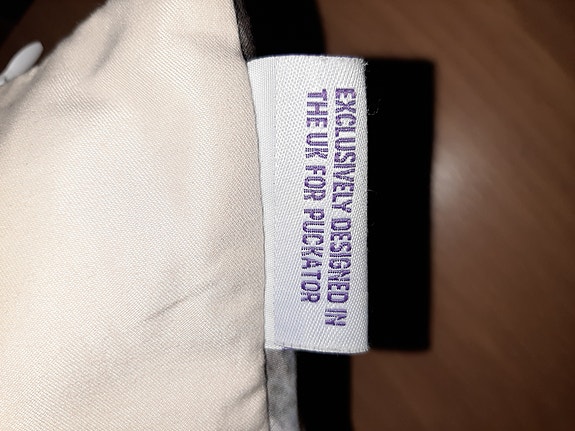 EXCLUSIVELY DESIGNED IN
THE UK FOR PUCKATOR